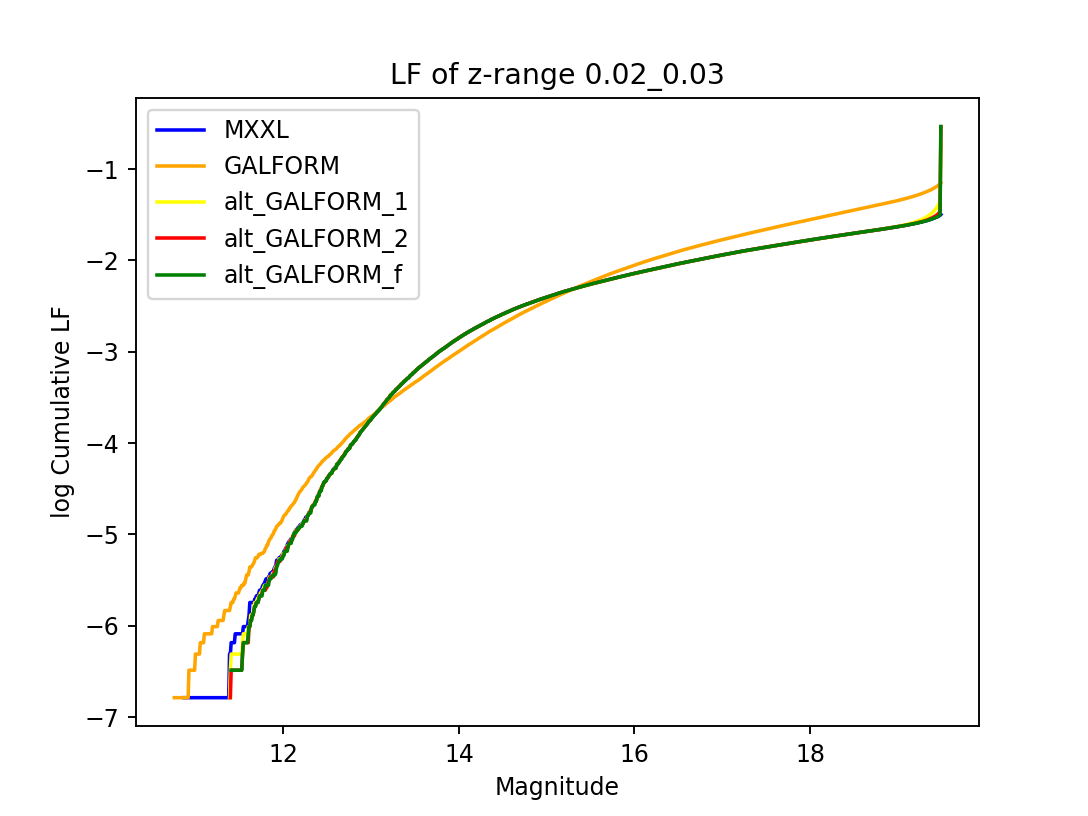 LF of z-range 0.02_0.03
MXXL
GALFORM
alt_GALFORM_1
alt_GALFORM_2
alt_GALFORM_f
log Cumulative LF
−1
−2
−3
−4
−5
−6
−7
12
14
16
18
Magnitude